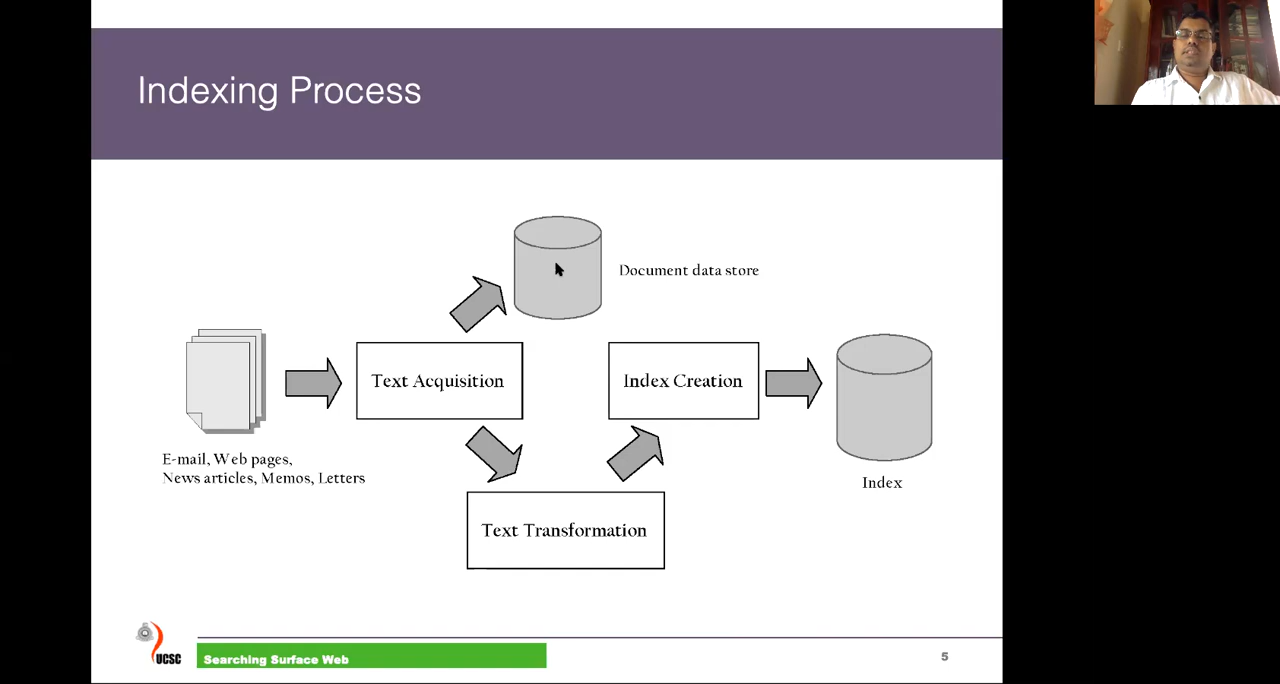 Indexing Process
Document data store
Text Acquisition
Index Creation
E-mail, Web pages,
News articles, Memos, Letters
Index
Text Transformation
UCSC
Searching Surface Web
5